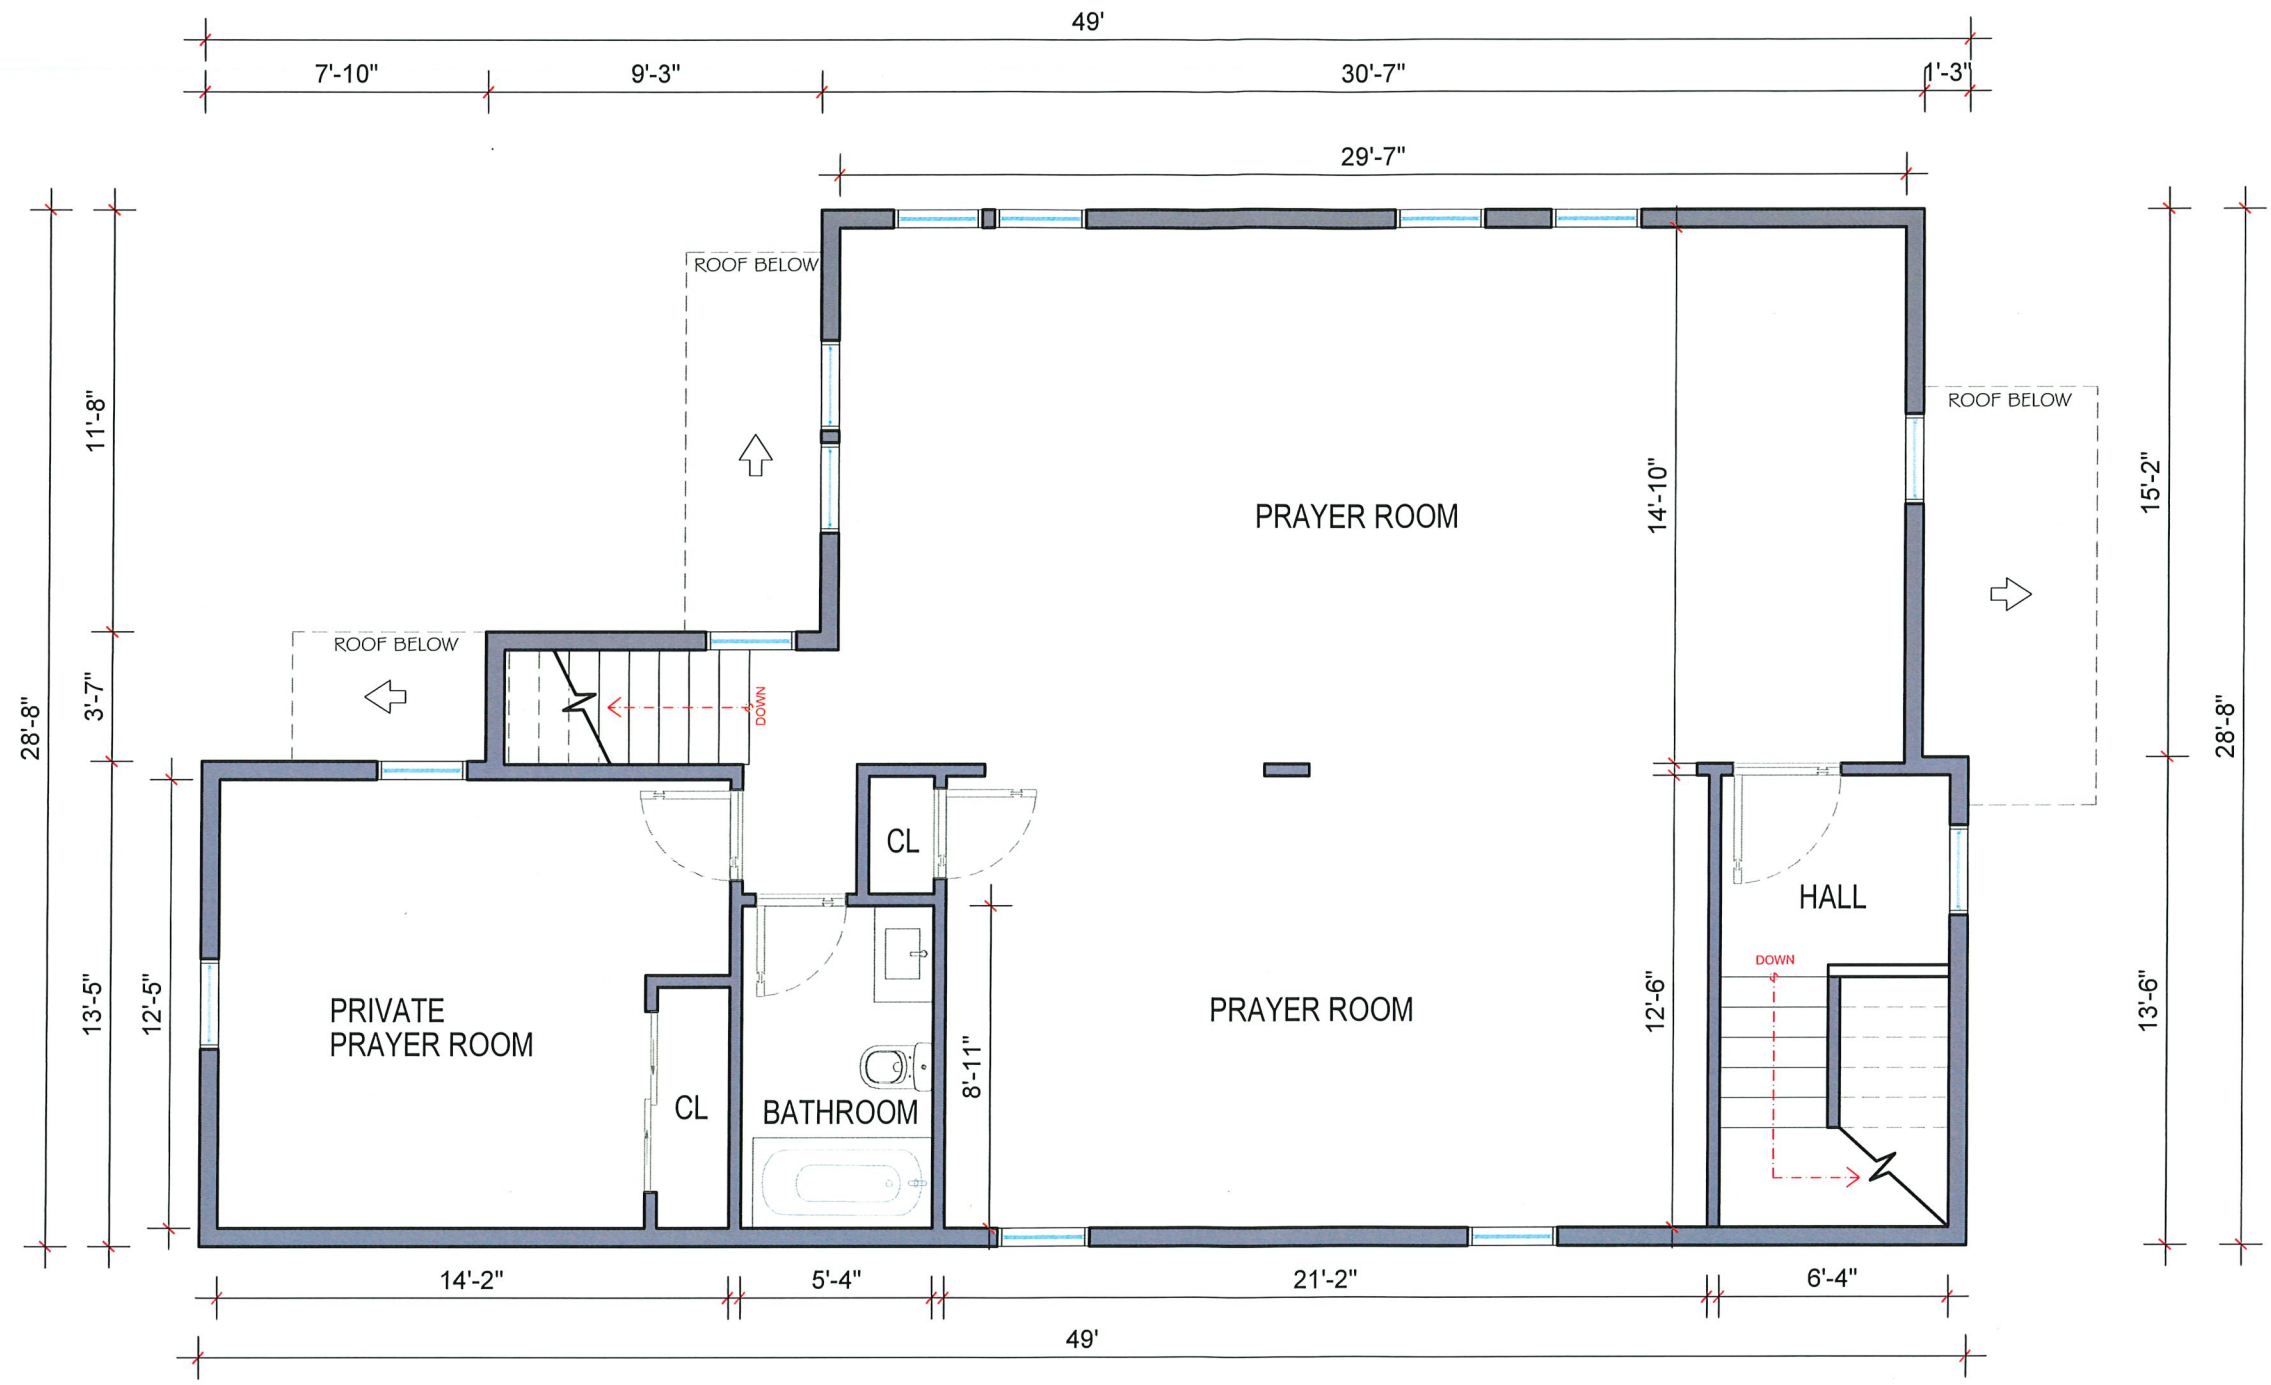 49'
7'-10"
9'-3"
30'-7"
1'-3"
29'-7"
ROOF BELOW
ROOF BELOW
11'-8"
15'-2"
14'-10"
PRAYER ROOM
ROOF BELOW
3'-7"
28'-8"
28'-8"
DOWN
CL
HALL
DOWN
13'-5"
12'-5"
PRIVATE
PRAYER ROOM
PRAYER ROOM
12'-6"
13'-6"
8'-11"
CL
BATHROOM
14'-2"
5'-4"
21'-2"
6'-4"
49'